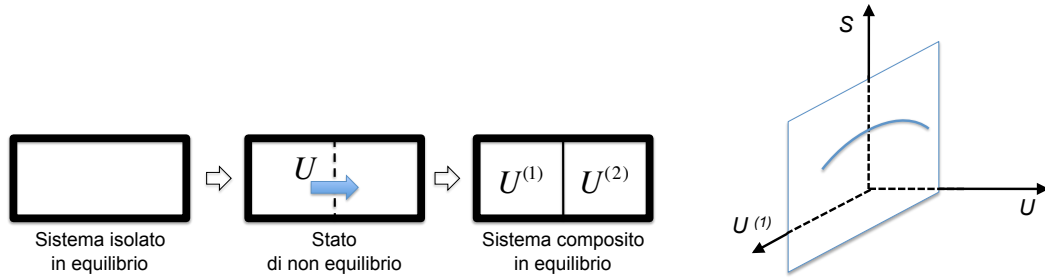 U
U^{(1)}
U^{(2)}
Sistema isolato
in equilibrio
Stato
di non equilibrio
Sistema composito
in equilibrio
S
U
U^{(1)}